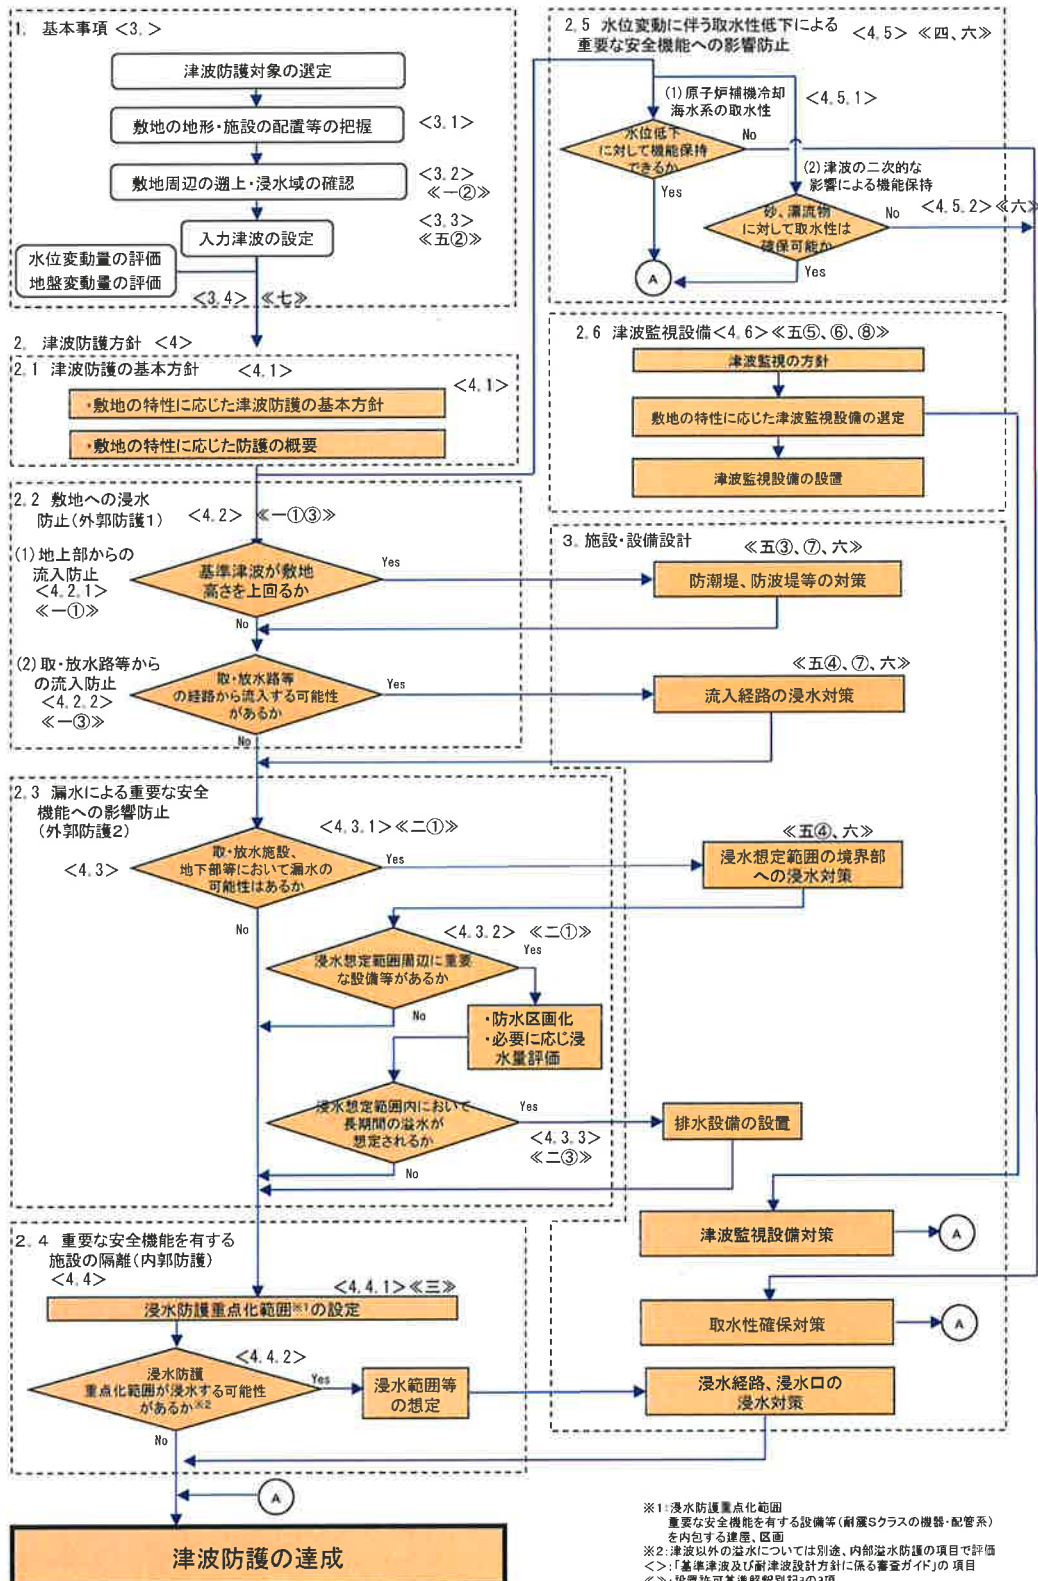 1. 基本事項 <3.>
津波防護対象の選定
敷地の地形・施設の配置等の把握
<3.1>
敷地周辺の遡上・浸水域の確認
<3.2>
≪一②≫
入力津波の設定
<3.3>
≪五②≫
水位変動量の評価
地盤変動量の評価
<3.4> ≪七≫
2. 津波防護方針 <4>
2.1 津波防護の基本方針 <4.1>
<4.1>
・敷地の特性に応じた津波防護の基本方針
・敷地の特性に応じた防護の概要
2.2 敷地への浸水
防止(外郭防護1)
<4.2> ≪一①③≫
(1) 地上部からの
流入防止
<4.2.1>
≪一①≫
基準津波が敷地
高さを上回るか
Yes
No
(2) 取・放水路等から
の流入防止
<4.2.2>
≪一③≫
取・放水路等
の経路から流入する可能性
があるか
Yes
No
2.3 漏水による重要な安全
機能への影響防止
(外郭防護2)
<4.3>
<4.3.1>≪二①≫
取・放水施設、
地下部等において漏水の
可能性はあるか
Yes
No
<4.3.2> ≪二①≫
浸水想定範囲周辺に重要
な設備等があるか
Yes
No
・防水区画化
・必要に応じ浸
水量評価
浸水想定範囲内において
長期間の溢水が
想定されるか
Yes
<4.3.3>
≪二③≫
No
2.4 重要な安全機能を有する
施設の隔離(内郭防護)
<4.4>
<4.4.1>≪三≫
浸水防護重点化範囲※1の設定
<4.4.2>
浸水防護
重点化範囲が浸水する可能性
があるか※2
Yes
No
浸水範囲等
の想定
A
津波防護の達成
2.5 水位変動に伴う取水性低下による
重要な安全機能への影響防止
<4.5> ≪四、六≫
(1)原子炉補機冷却
海水系の取水性
<4.5.1>
水位低下
に対して機能保持
できるか
No
Yes
(2)津波の二次的な
影響による機能保持
<4.5.2>≪六≫
砂、漂流物
に対して取水性は
確保可能か
No
Yes
A
2.6 津波監視設備<4.6>≪五⑤、⑥、⑧≫
津波監視の方針
敷地の特性に応じた津波監視設備の選定
津波監視設備の設置
3. 施設・設備設計
≪五③、⑦、六≫
防潮堤、防波堤等の対策
≪五④、⑦、六≫
流入経路の浸水対策
≪五④、六≫
浸水想定範囲の境界部
への浸水対策
排水設備の設置
津波監視設備対策
A
取水性確保対策
A
浸水経路、浸水口の
浸水対策
※1:浸水防護重点化範囲
重要な安全機能を有する設備等(耐震Sクラスの機器・配管系)
を内包する建屋、区画
※2:津波以外の溢水については別途、内部溢水防護の項目で評価
<>:「基準津波及び耐津波設計方針に係る審査ガイド」の項目